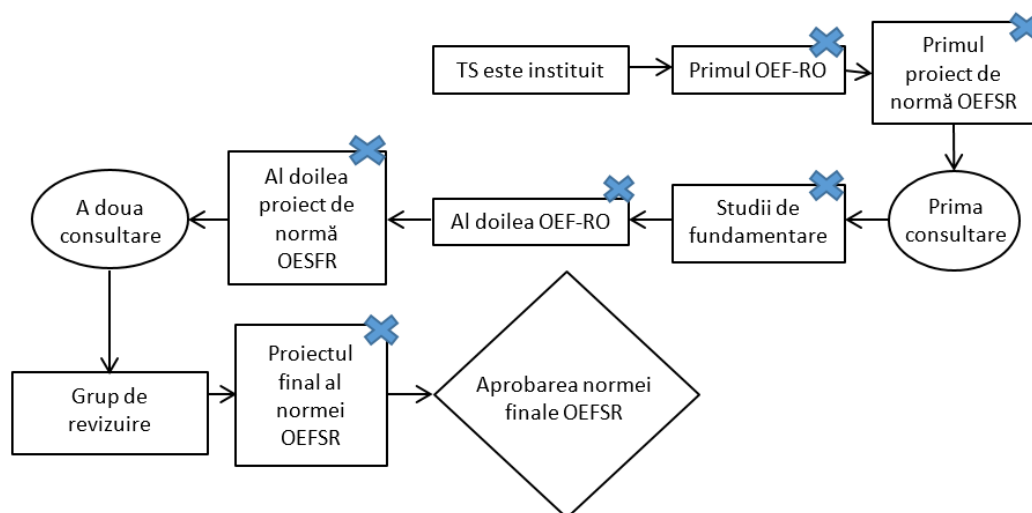 TS este instituit
Primul OEF-RO
Primul
proiect de
normă OEFSR
Prima
consultare
Studii de
fundamentare
Al doilea OEF-RO
Al doilea
proiect de
normă
OESFR
A doua
consultare
Grup de
revizuire
Proiectul
final al
normei
OEFSR
Aprobarea normei
finale OEFSR